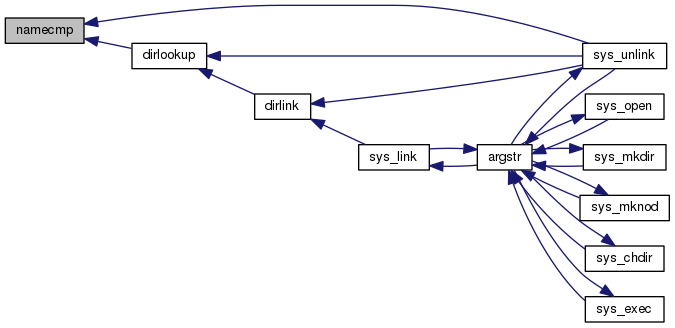 namecmp
dirlookup
sys_unlink
dirlink
sys_open
sys_link
argstr
sys_mkdir
sys_mknod
sys_chdir
sys_exec